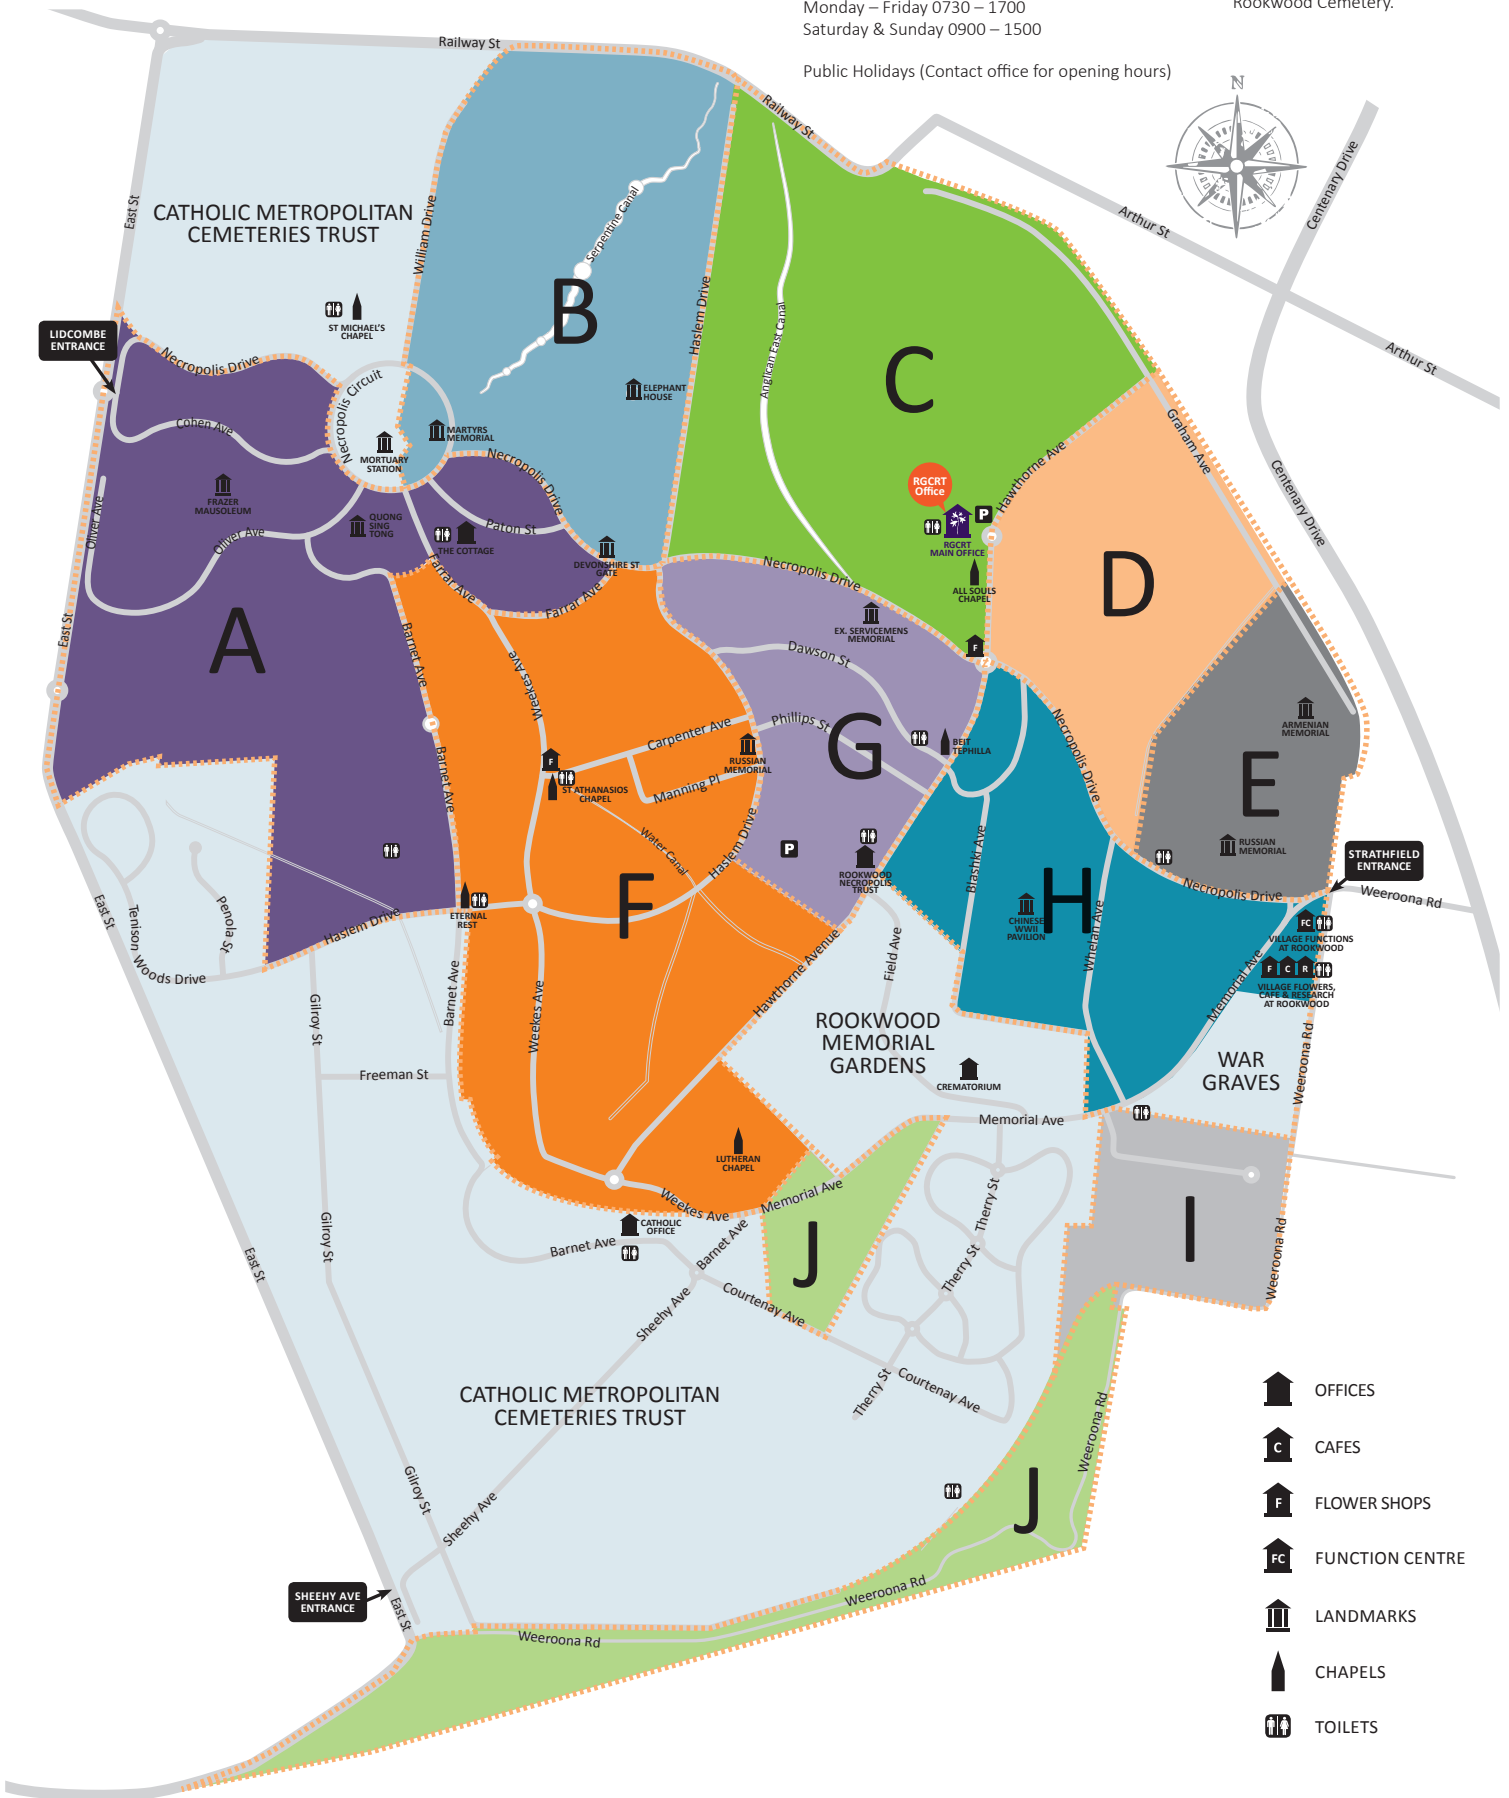 Monday – Friday 0730 – 1700
Saturday & Sunday 0900 – 1500
Public Holidays (Contact office for opening hours)
Rookwood Cemetery.
N
Railway St
Railway St
Arthur St
Arthur St
Centenary Drive
Centenary Drive
East St
CATHOLIC METROPOLITAN
CEMETERIES TRUST
William Drive
Serpentine Canal
B
Haslem Drive
Anglican East Canal
C
ST MICHAEL'S
CHAPEL
LIDCOMBE
ENTRANCE
Necropolis Drive
Necropolis Circuit
ELEPHANT
HOUSE
Cohen Ave
MARTYRS
MEMORIAL
MORTUARY
STATION
Necropolis Drive
Graham Ave
Hawthorne Ave
RGCRT
Office
P
RGCRT
MAIN OFFICE
FRAZER
MAUSOLEUM
Oliver Ave
Oliver Ave
QUONG
SING
TONG
THE COTTAGE
Paton St
DEVONSHIRE ST
GATE
Farrar Ave
Farrar Ave
Necropolis Drive
ALL SOULS
CHAPEL
D
EX. SERVICEMENS
MEMORIAL
F
East St
A
Barnet Ave
Weekes Ave
Dawson St
Phillips St
G
BEIT
TEPHILLA
Necropolis Drive
ARMENIAN
MEMORIAL
E
Carpenter Ave
RUSSIAN
MEMORIAL
Manning Pl
F
ST ATHANASIOS
CHAPEL
Barnet Ave
Water Canal
Haslem Drive
P
ROOKWOOD
NECROPOLIS
TRUST
Blashki Ave
RUSSIAN
MEMORIAL
STRATHFIELD
ENTRANCE
Necropolis Drive
Weeroona Rd
East St
Tenison
Woods Drive
Penola St
Haslem Drive
ETERNAL
REST
F
H
CHINESE
WWII
PAVILION
Whelan Ave
FC
VILLAGE FUNCTIONS
AT ROOKWOOD
F C R
VILLAGE FLOWERS,
CAFE & RESEARCH
AT ROOKWOOD
Memorial Ave
Field Ave
Hawthorne Avenue
Gilroy St
Barnet Ave
Weekes Ave
ROOKWOOD
MEMORIAL
GARDENS
CREMATORIUM
WAR
GRAVES
Weeroona Rd
Freeman St
Memorial Ave
LUTHERAN
CHAPEL
Weekes Ave
Memorial Ave
CATHOLIC
OFFICE
Barnet Ave
Barnet Ave
J
Therry St
Therry St
I
Weeroona Rd
Gilroy St
East St
Sheehy Ave
Courtenay Ave
Therry St
Courtenay Ave
CATHOLIC METROPOLITAN
CEMETERIES TRUST
Gilroy St
Sheehy Ave
J
Weeroona Rd
SHEEHY AVE
ENTRANCE
East St
Weeroona Rd
Weeroona Rd
OFFICES
C
CAFES
F
FLOWER SHOPS
FC
FUNCTION CENTRE
LANDMARKS
CHAPELS
TOILETS